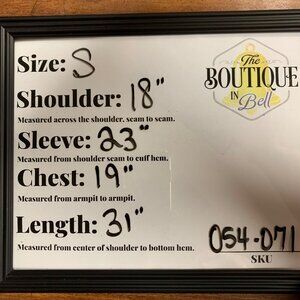 Size: S
The
BOUTIQUE
IN
Bell
Shoulder: 18"
Measured across the shoulder, seam to seam.
Sleeve: 23"
Measured from shoulder seam to cuff hem.
Chest: 19"
Measured from armpit to armpit.
Length: 31"
Measured from center of shoulder to bottom hem.
054-071
SKU